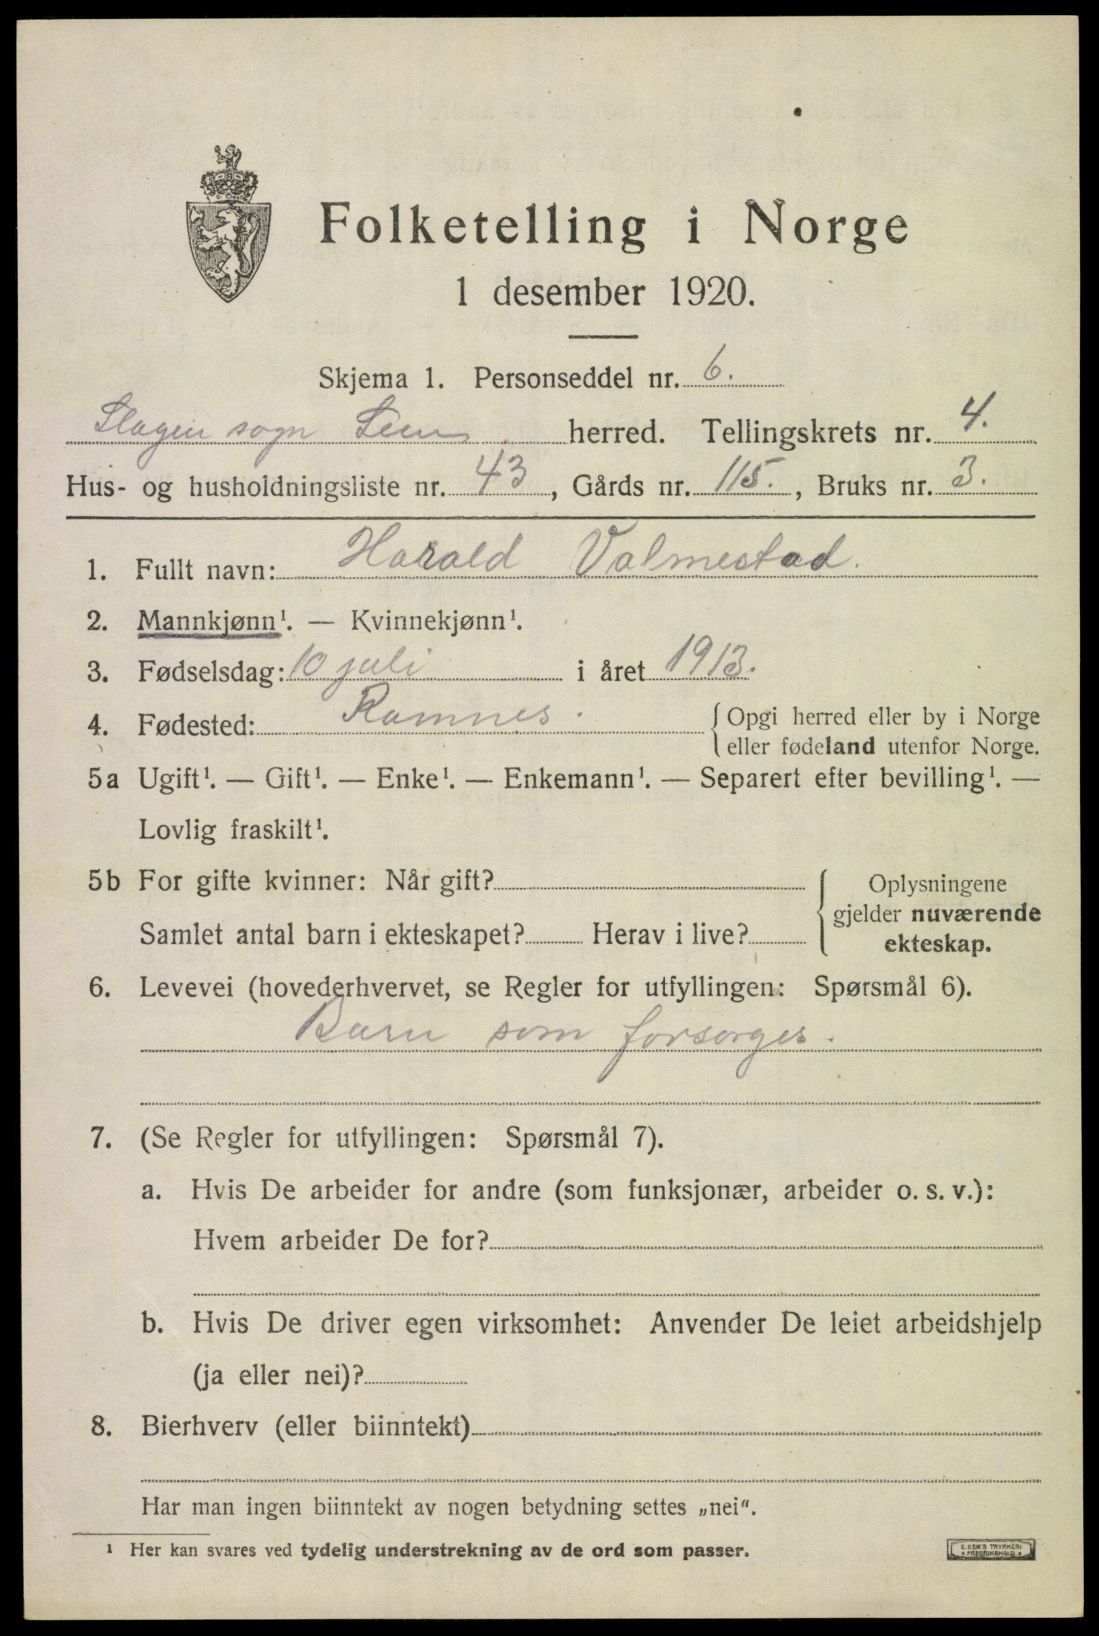 Folketelling i Norge
1 desember 1920.
Skjema 1. Personseddel nr. 6.
Slagen sogn Sem herred. Tellingskrets nr. 4.
Hus- og husholdningsliste nr. 43, Gårds nr. 115., Bruks nr. 3.
1. Fullt navn: Harald Valmestad.
2. Mannkjønn¹. — Kvinnekjønn¹.
3. Fødselsdag: 10 juli i året 1913.
4. Fødested: Ramnes. Opgi herred eller by i Norge
eller fødeland utenfor Norge.
5a Ugift¹. — Gift¹. — Enke¹. — Enkemann¹. — Separert efter bevilling¹. —
Lovlig fraskilt¹.
5b For gifte kvinner: Når gift? Oplysningene
gjelder nuværende
Samlet antal barn i ekteskapet? Herav i live? ekteskap.
6. Levevei (hovederhvervet, se Regler for utfyllingen: Spørsmål 6).
Barn som forsorges.
7. (Se Regler for utfyllingen: Spørsmål 7).
a. Hvis De arbeider for andre (som funksjonær, arbeider o. s. v.):
Hvem arbeider De for?
b. Hvis De driver egen virksomhet: Anvender De leiet arbeidshjelp
(ja eller nei)?
8. Bierhverv (eller biinntekt)
Har man ingen biinntekt av nogen betydning settes „nei".
¹ Her kan svares ved tydelig understrekning av de ord som passer.
E. SEM'S TRYKKERI
FREDRIKSHALD